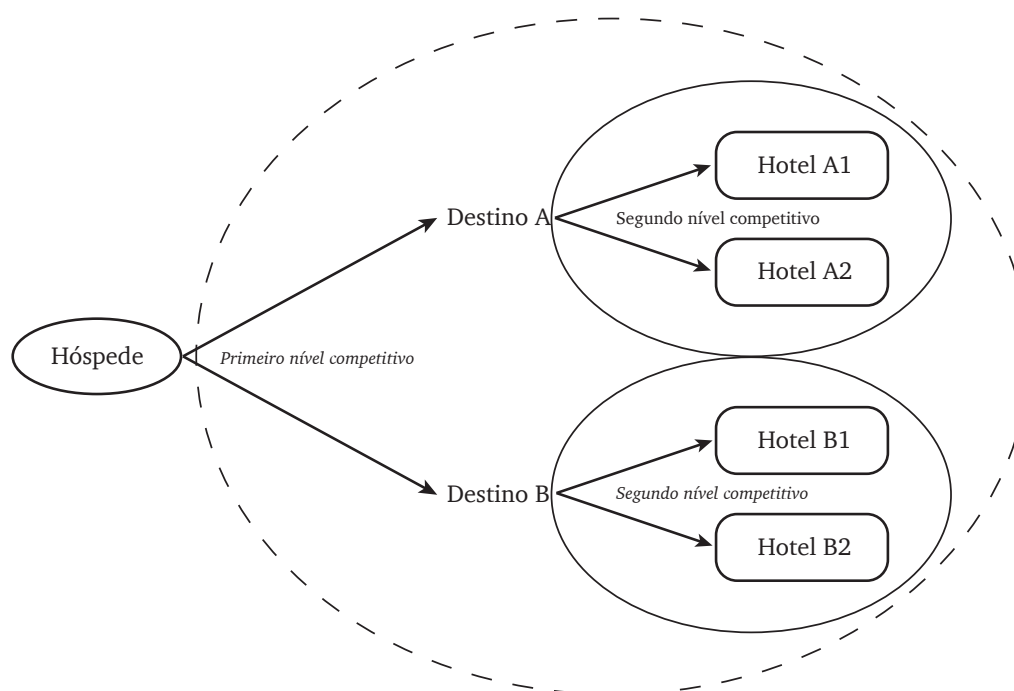 Hotel A1
Destino A
Segundo nível competitivo
Hotel A2
Hóspede
Primeiro nível competitivo
Hotel B1
Destino B
Segundo nível competitivo
Hotel B2